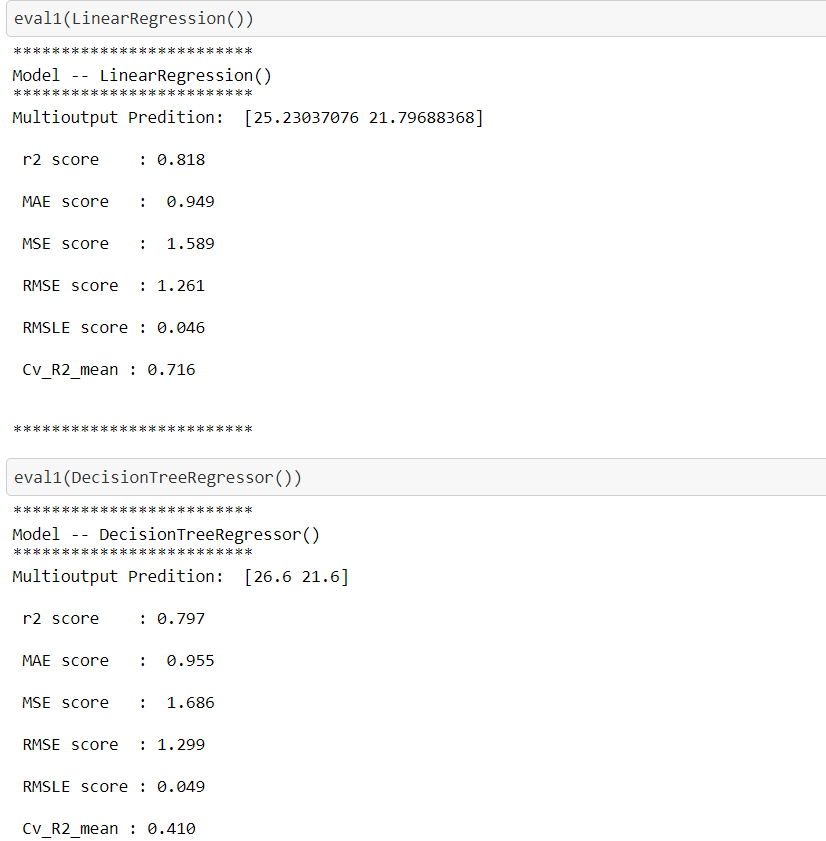 eval1(LinearRegression())
*************************
Model -- LinearRegression()
*************************
Multioutput Predition:  [25.23037076 21.79688368]
r2 score    : 0.818
MAE score   :  0.949
MSE score   :  1.589
RMSE score  : 1.261
RMSLE score : 0.046
Cv_R2_mean : 0.716
*************************
eval1(DecisionTreeRegressor())
*************************
Model -- DecisionTreeRegressor()
*************************
Multioutput Predition:  [26.6 21.6]
r2 score    : 0.797
MAE score   :  0.955
MSE score   :  1.686
RMSE score  : 1.299
RMSLE score : 0.049
Cv_R2_mean : 0.410